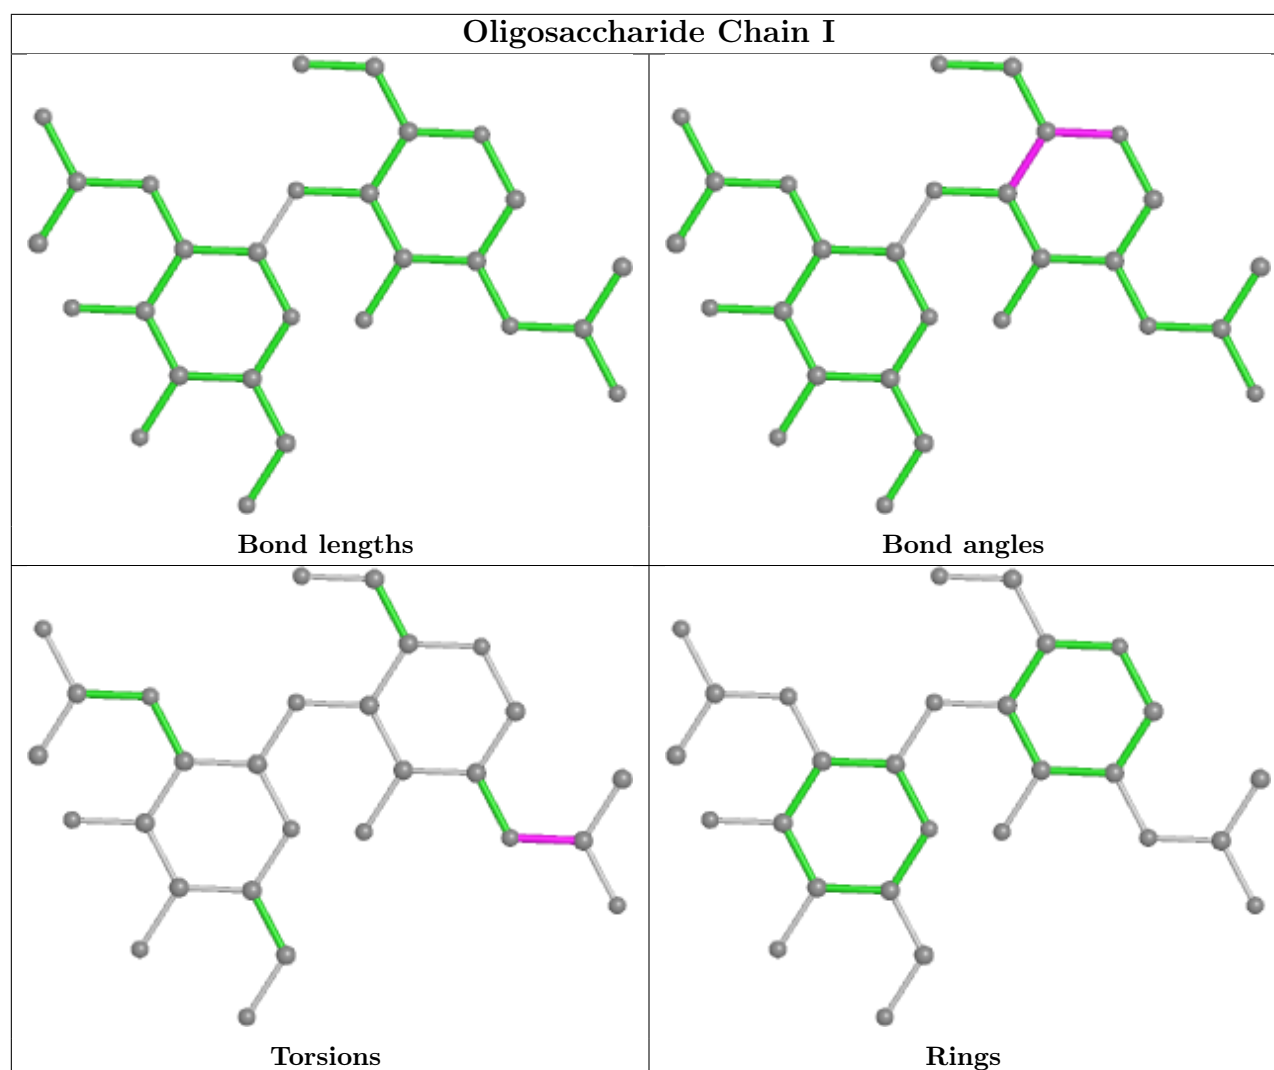 Oligosaccharide Chain I
Bond lengths
Bond angles
Torsions
Rings